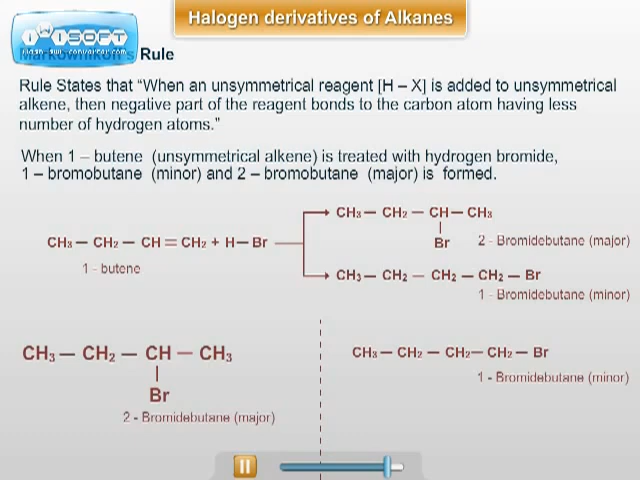 Halogen derivatives of Alkanes
iWiSOFT
Markownikoff's Rule
Rule States that “When an unsymmetrical reagent [H – X] is added to unsymmetrical
alkene, then negative part of the reagent bonds to the carbon atom having less
number of hydrogen atoms.”
When 1 – butene (unsymmetrical alkene) is treated with hydrogen bromide,
1 – bromobutane (minor) and 2 – bromobutane (major) is formed.
CH₃ — CH₂ — CH — CH₃
Br
2 - Bromidebutane (major)
CH₃ — CH₂ — CH = CH₂ + H — Br
1 - butene
CH₃ — CH₂ — CH₂ — CH₂ — Br
1 - Bromidebutane (minor)
CH₃ — CH₂ — CH — CH₃
Br
2 - Bromidebutane (major)
CH₃ — CH₂ — CH₂ — CH₂ — Br
1 - Bromidebutane (minor)